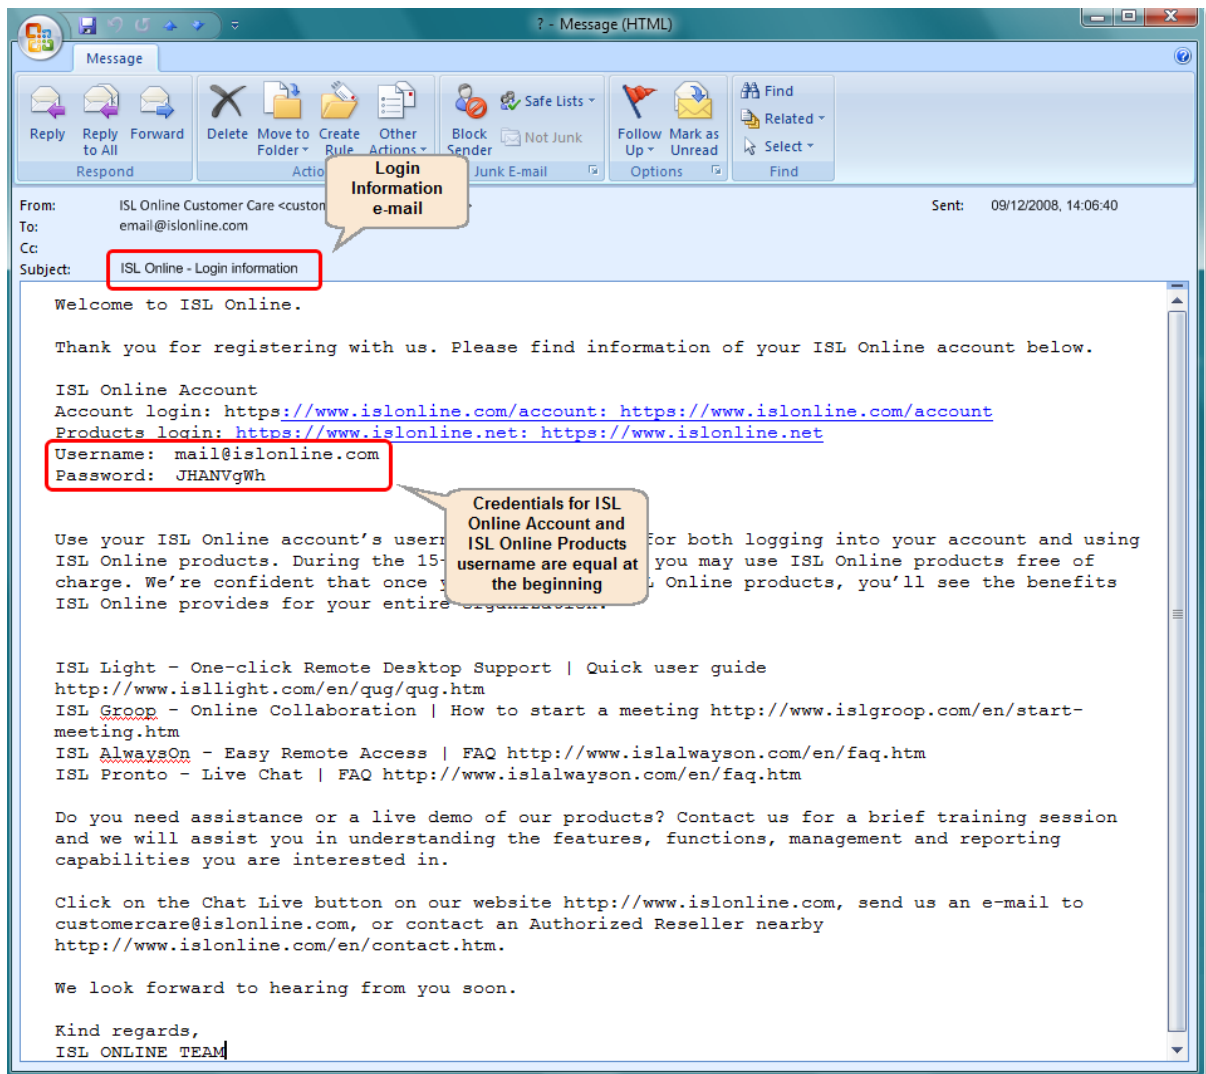 ? - Message (HTML)
Message
Reply
Reply to All
Forward
Delete
Move to Folder
Create Rule
Other Actions
Block Sender
Safe Lists
Not Junk
Follow Up
Mark as Unread
Find
Related
Select
Respond
Actio
Junk E-mail
Options
Find
Login
Information
e-mail
From: ISL Online Customer Care <custon
Sent: 09/12/2008, 14:06:40
To: email@islonline.com
Cc:
Subject: ISL Online - Login information
Welcome to ISL Online.
Thank you for registering with us. Please find information of your ISL Online account below.
ISL Online Account
Account login: https://www.islonline.com/account: https://www.islonline.com/account
Products login: https://www.islonline.net: https://www.islonline.net
Username: mail@islonline.com
Password: JHANVgWh
Credentials for ISL
Online Account and
ISL Online Products
username are equal at
the beginning
Use your ISL Online account's user for both logging into your account and using
ISL Online products. During the 15- you may use ISL Online products free of
charge. We're confident that once Online products, you'll see the benefits
ISL Online provides for your entire organization.
ISL Light - One-click Remote Desktop Support | Quick user guide
http://www.isllight.com/en/qug/qug.htm
ISL Groop - Online Collaboration | How to start a meeting http://www.islgroop.com/en/start-
meeting.htm
ISL AlwaysOn - Easy Remote Access | FAQ http://www.islalwayson.com/en/faq.htm
ISL Pronto - Live Chat | FAQ http://www.islalwayson.com/en/faq.htm
Do you need assistance or a live demo of our products? Contact us for a brief training session
and we will assist you in understanding the features, functions, management and reporting
capabilities you are interested in.
Click on the Chat Live button on our website http://www.islonline.com, send us an e-mail to
customercare@islonline.com, or contact an Authorized Reseller nearby
http://www.islonline.com/en/contact.htm.
We look forward to hearing from you soon.
Kind regards,
ISL ONLINE TEAM